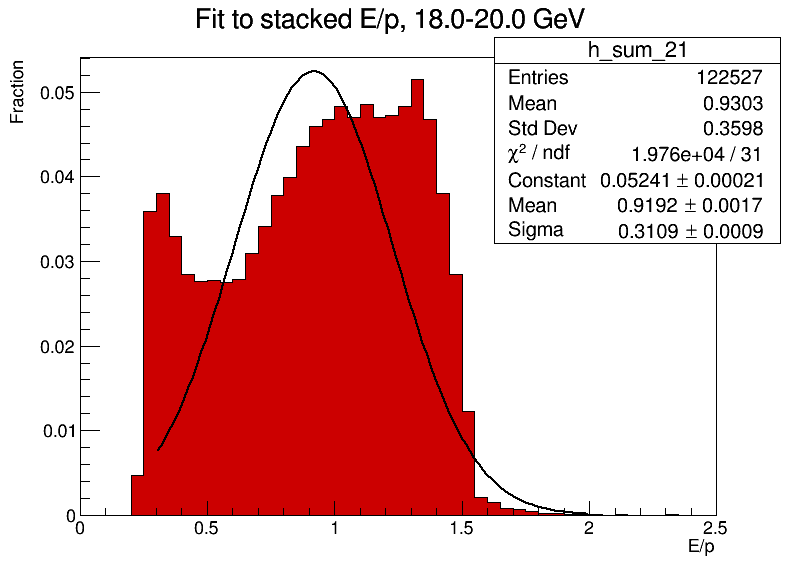 Fit to stacked E/p, 18.0-20.0 GeV
h_sum_21
Entries 122527
Mean 0.9303
Std Dev 0.3598
χ² / ndf 1.976e+04 / 31
Constant 0.05241 ± 0.00021
Mean 0.9192 ± 0.0017
Sigma 0.3109 ± 0.0009
Fraction
0.05
0.04
0.03
0.02
0.01
0
0 0.5 1 1.5 2 2.5
E/p